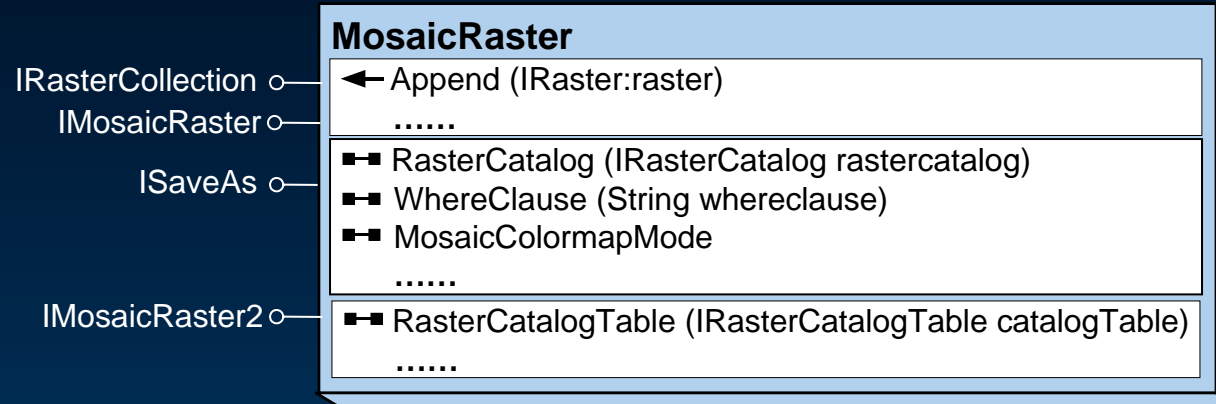 MosaicRaster
IRasterCollection
Append (IRaster:raster)
IMosaicRaster
......
ISaveAs
RasterCatalog (IRasterCatalog rastercatalog)
WhereClause (String whereclause)
MosaicColormapMode
......
IMosaicRaster2
RasterCatalogTable (IRasterCatalogTable catalogTable)
......